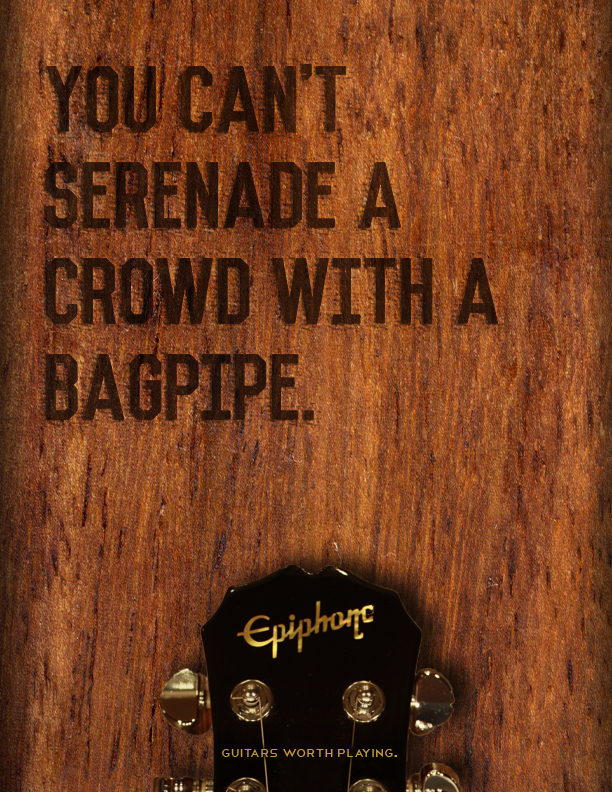 YOU CAN'T
SERENADE A
CROWD WITH A
BAGPIPE.
Epiphone
GUITARS WORTH PLAYING.